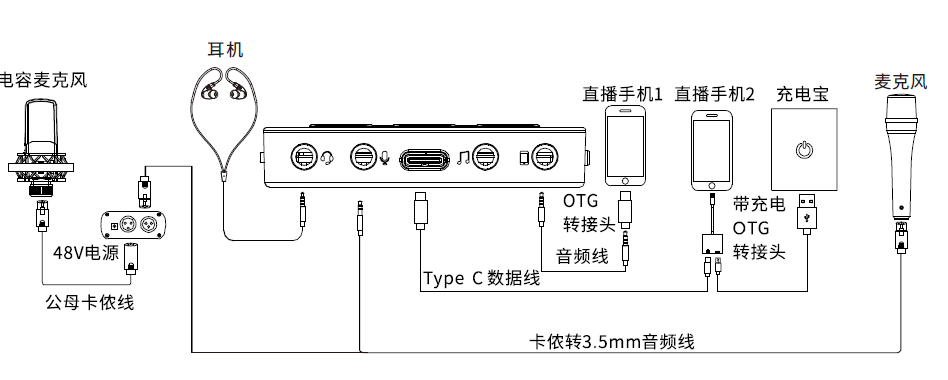 耳机
电容麦克风
麦克风
直播手机1
直播手机2
充电宝
OTG
转接头
带充电
OTG
转接头
48V电源
音频线
Type C数据线
公母卡侬线
卡侬转3.5mm音频线